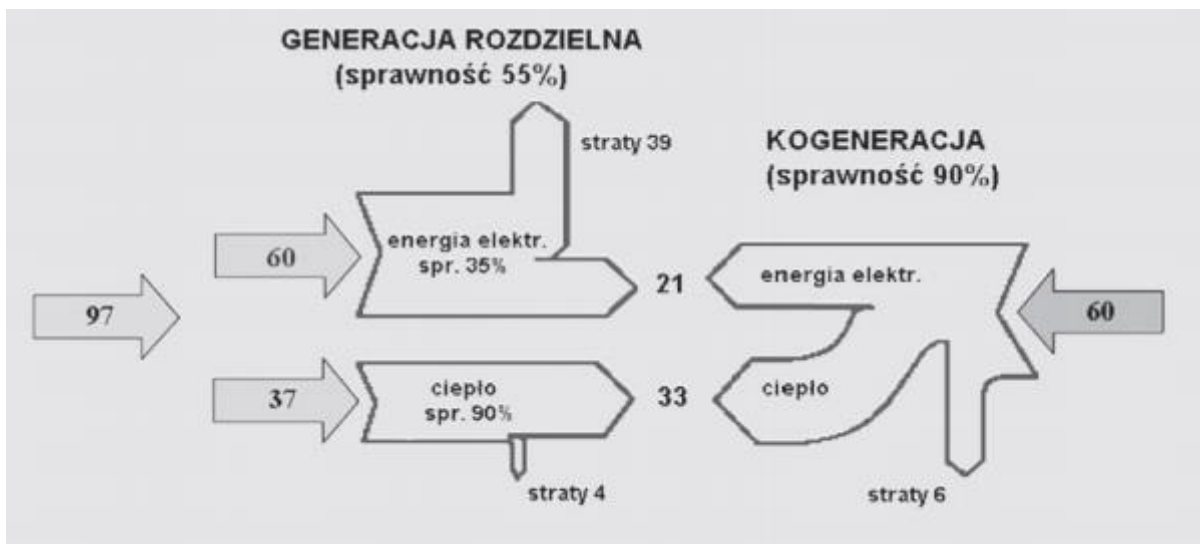 GENERACJA ROZDZIELNA
(sprawność 55%)
straty 39
KOGENERACJA
(sprawność 90%)
60
energia elektr.
spr. 35%
21
energia elektr.
97
60
37
ciepło
spr. 90%
33
ciepło
straty 4
straty 6